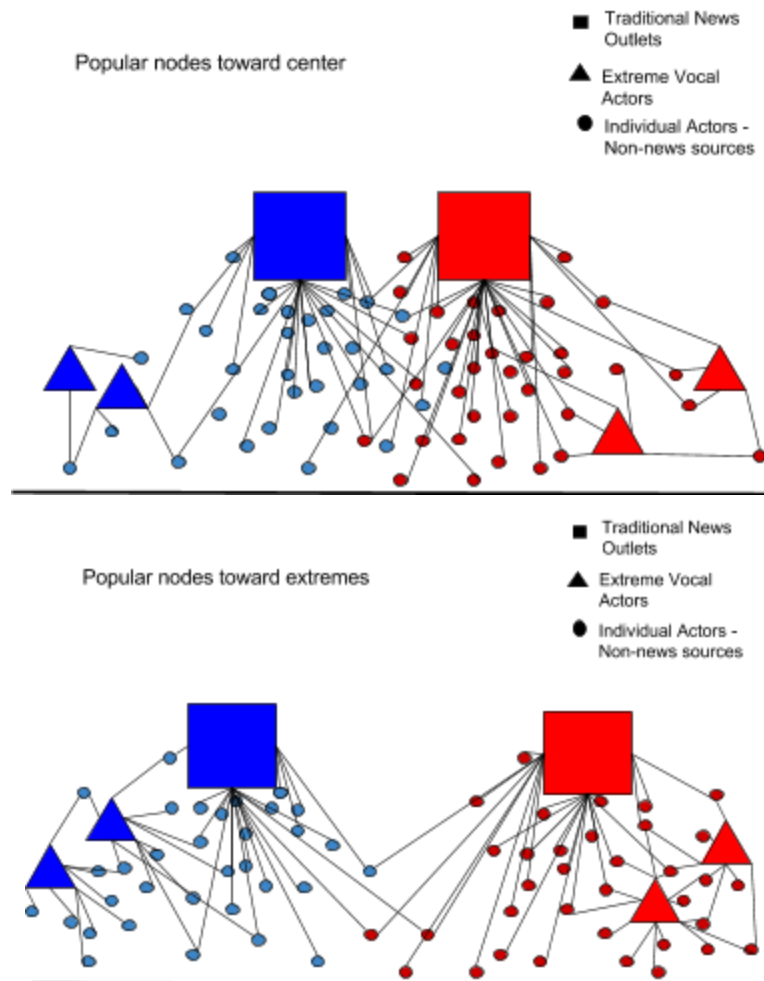 Traditional News
Outlets
Popular nodes toward center
Extreme Vocal
Actors
Individual Actors -
Non-news sources
Traditional News
Outlets
Popular nodes toward extremes
Extreme Vocal
Actors
Individual Actors -
Non-news sources